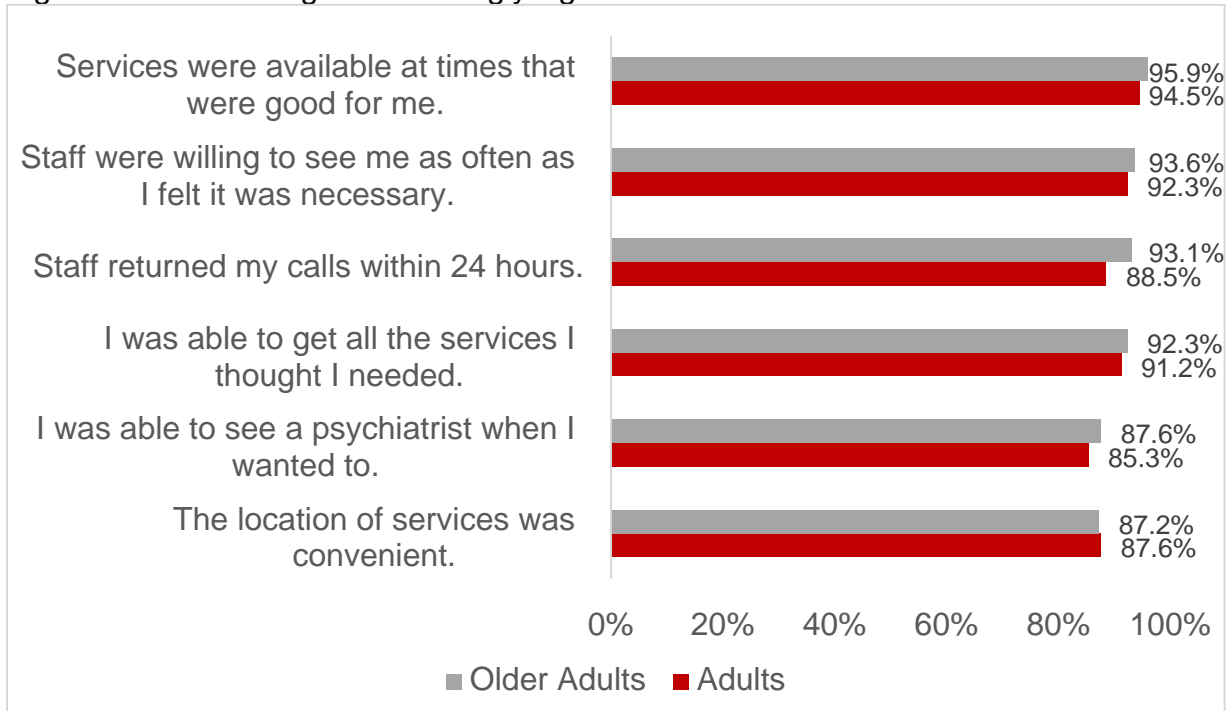 Services were available at times that
were good for me.
95.9%
94.5%
Staff were willing to see me as often as
I felt it was necessary.
93.6%
92.3%
Staff returned my calls within 24 hours.
93.1%
88.5%
I was able to get all the services I
thought I needed.
92.3%
91.2%
I was able to see a psychiatrist when I
wanted to.
87.6%
85.3%
The location of services was
convenient.
87.2%
87.6%
0% 20% 40% 60% 80% 100%
Older Adults Adults